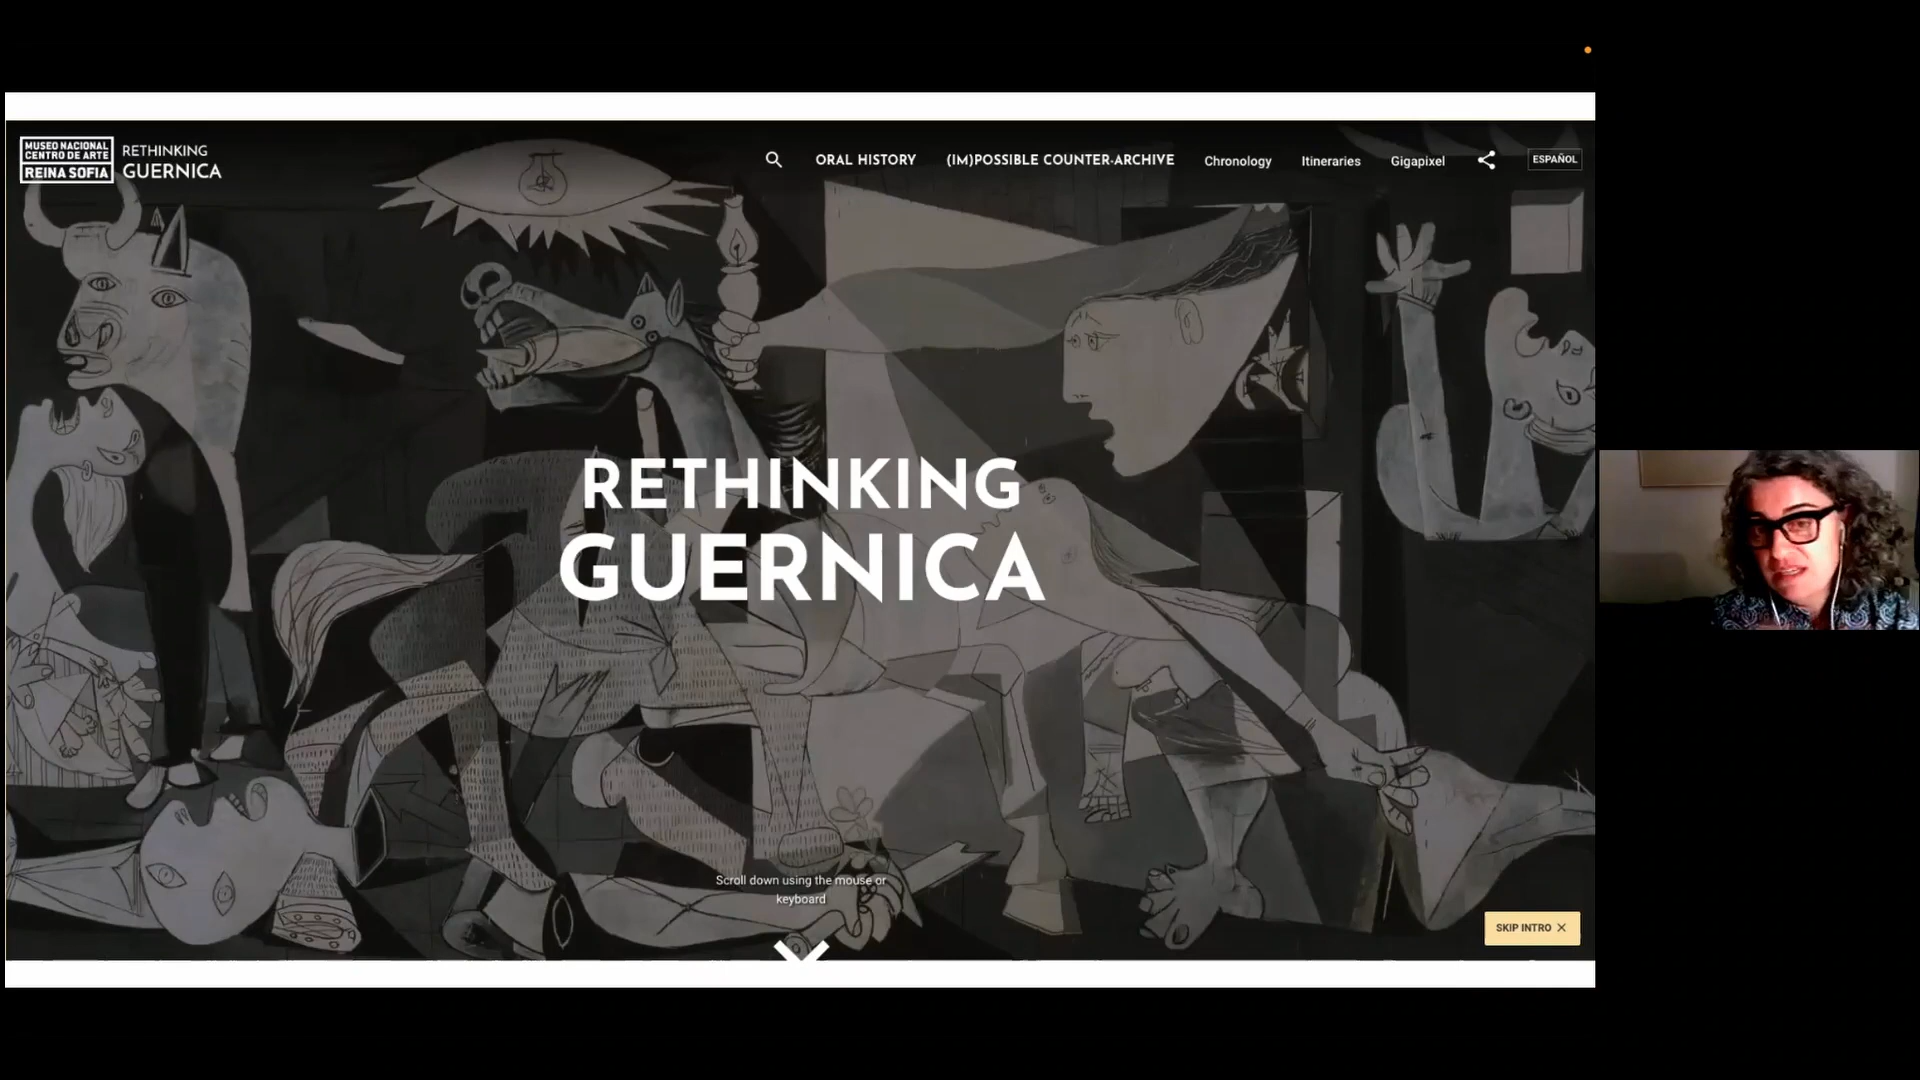 MUSEO NACIONAL
CENTRO DE ARTE
REINA SOFIA
RETHINKING
GUERNICA
ORAL HISTORY
(IM)POSSIBLE COUNTER-ARCHIVE
Chronology
Itineraries
Gigapixel
ESPAÑOL
RETHINKING
GUERNICA
Scroll down using the mouse or
keyboard
SKIP INTRO